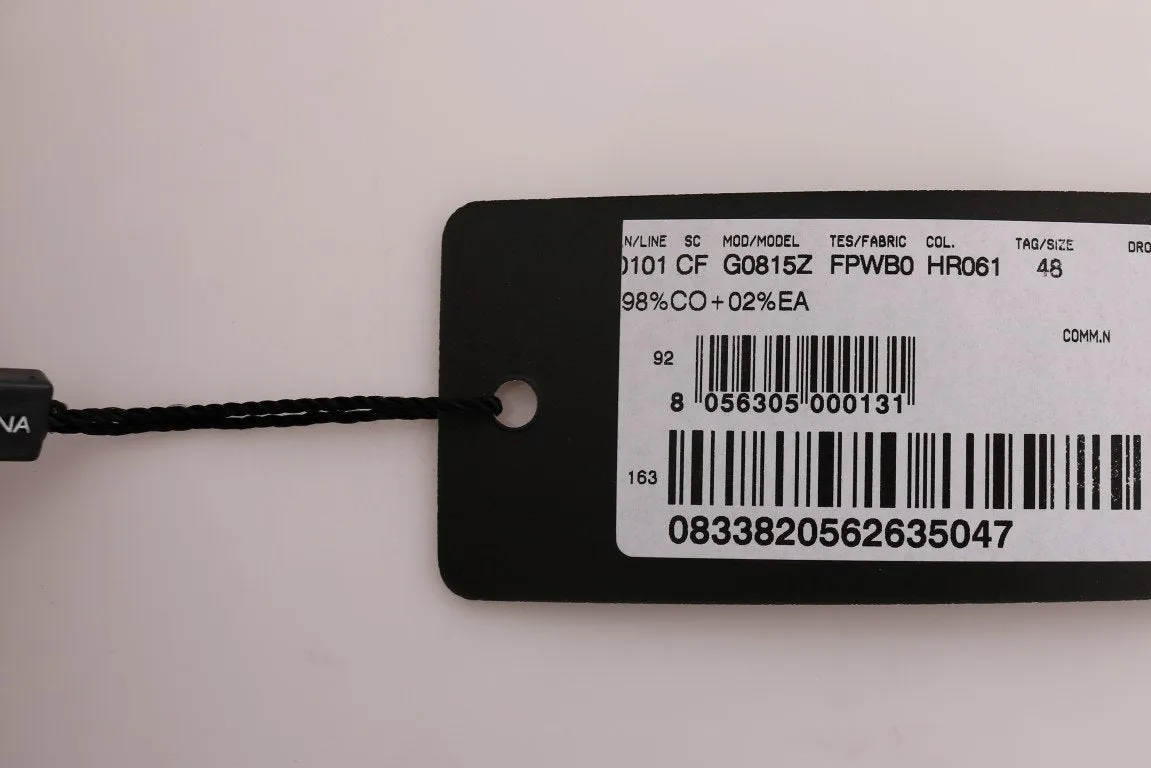 N/LINE SC MOD/MODEL TES/FABRIC COL. TAG/SIZE DRO
0101 CF G0815Z FPWB0 HR061 48
98%CO+02%EA
COMM.N
92
8 056305 000131
163
0833820562635047
NA